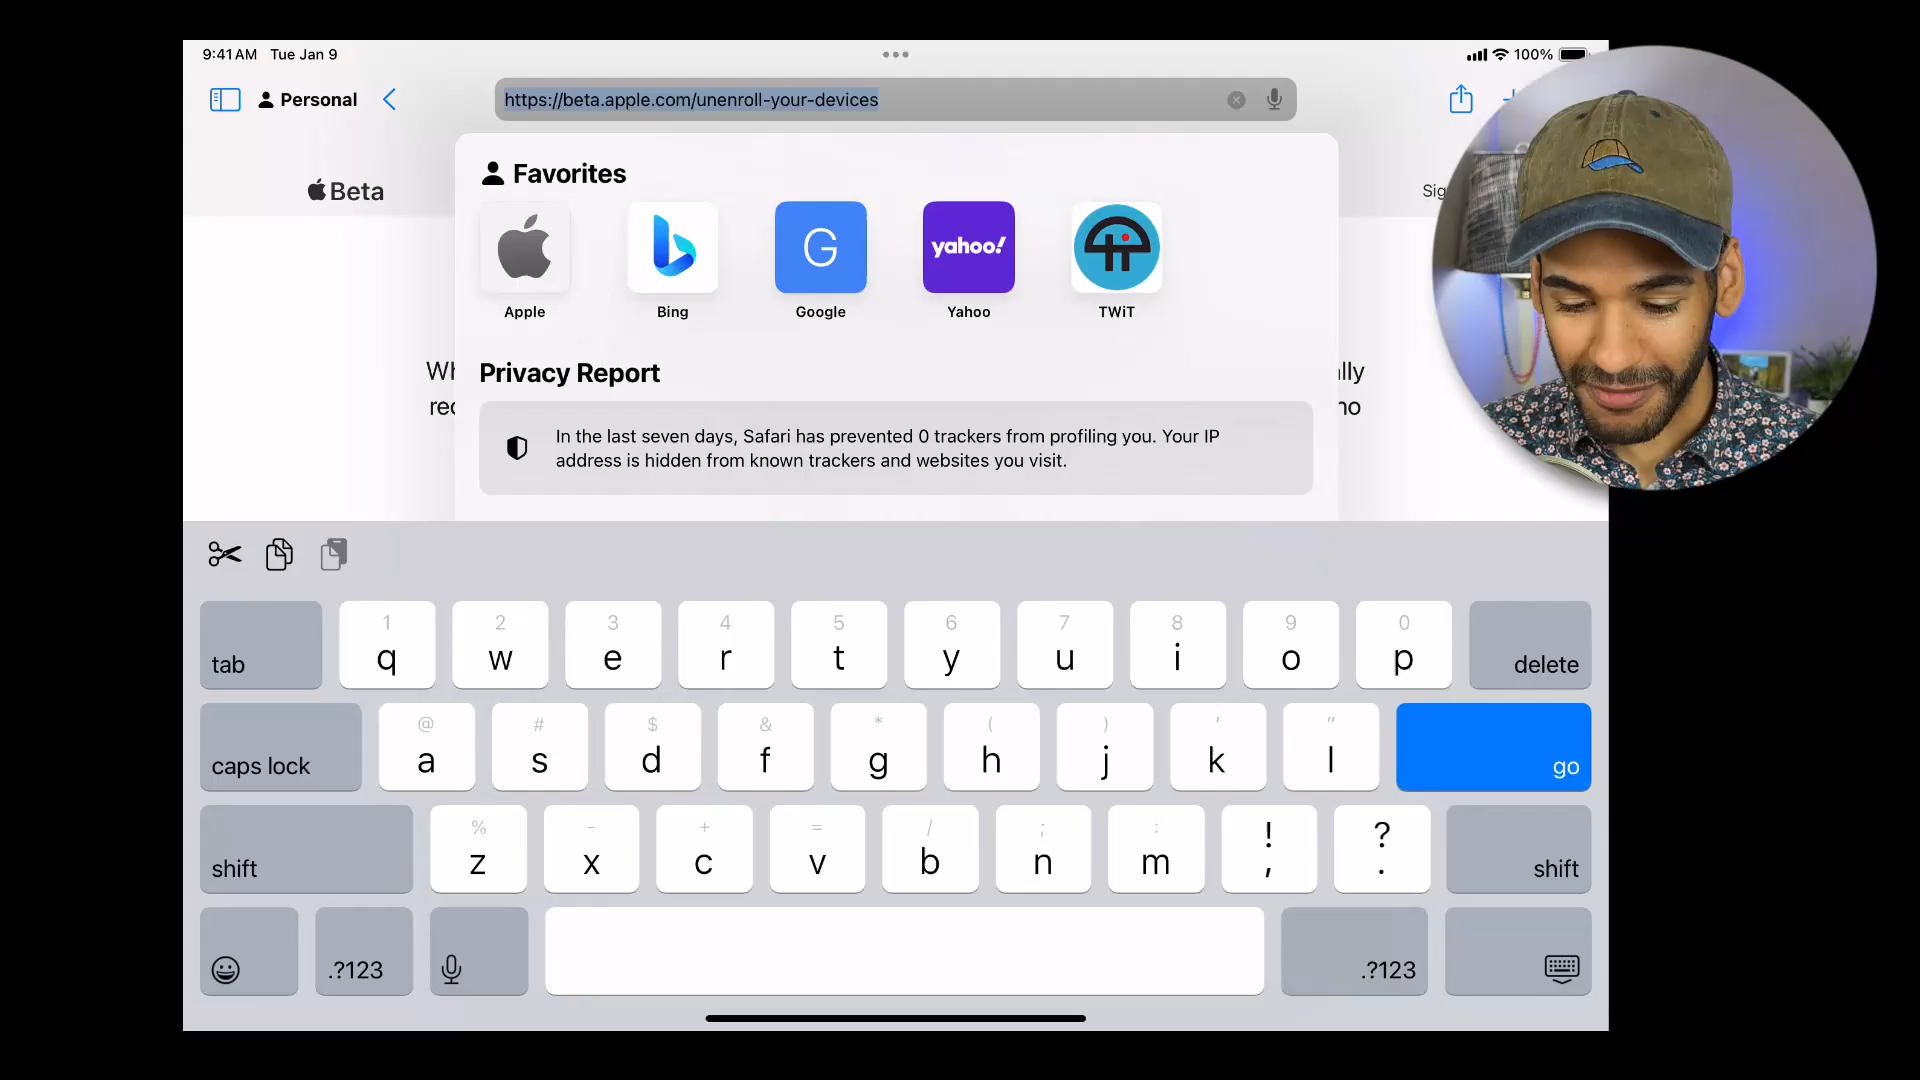 9:41 AM Tue Jan 9
100%
Personal
https://beta.apple.com/unenroll-your-devices
Beta
Favorites
yahoo!
G
Apple
Bing
Google
Yahoo
TWiT
Privacy Report
In the last seven days, Safari has prevented 0 trackers from profiling you. Your IP
address is hidden from known trackers and websites you visit.
tab
1 2 3 4 5 6 7 8 9 0
q w e r t y u i o p
delete
@ # $ & * ( ) ' "
caps lock
a s d f g h j k l
go
% - + = / ; : ! ?
shift
z x c v b n m , .
shift
.?123
.?123